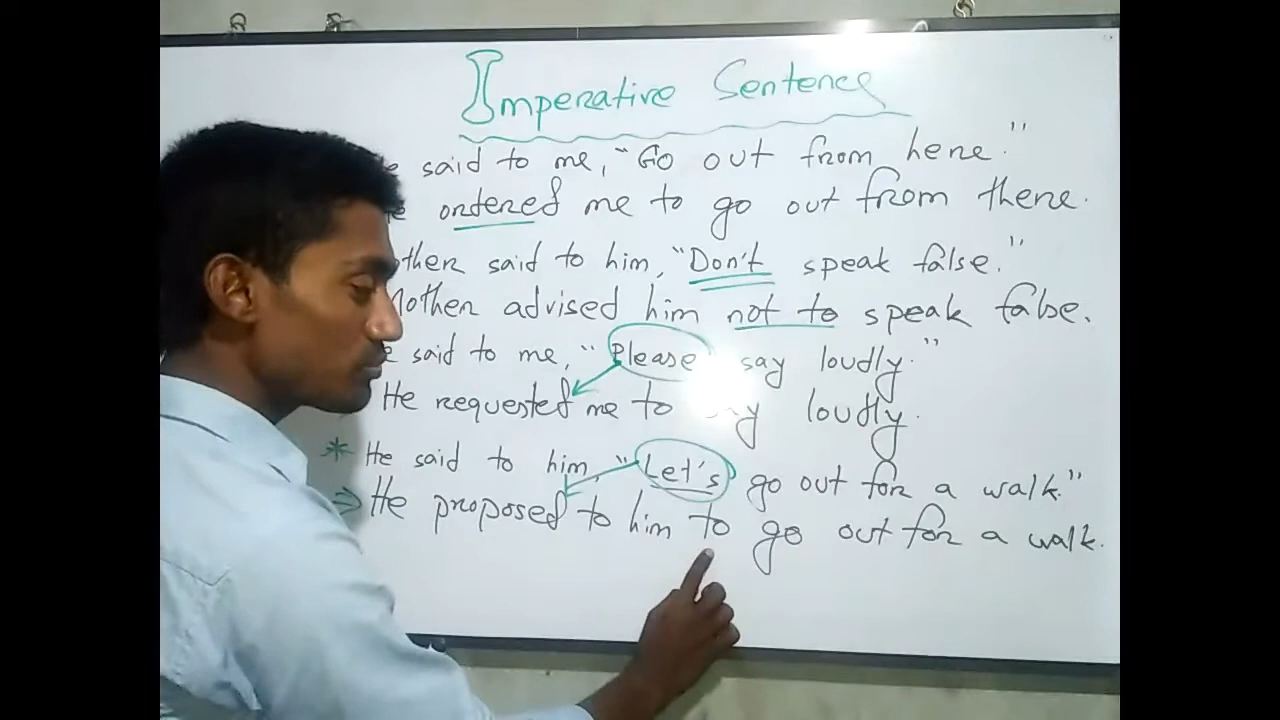 Imperative Sentence
said to me, "Go out from here."
ordered me to go out from there.
said to him, "Don't speak false."
Mother advised him not to speak false.
said to me, "Please say loudly."
He requested me to loudly.
* He said to him, "Let's go out for a walk."
⇒ He proposed to him to go out for a walk.